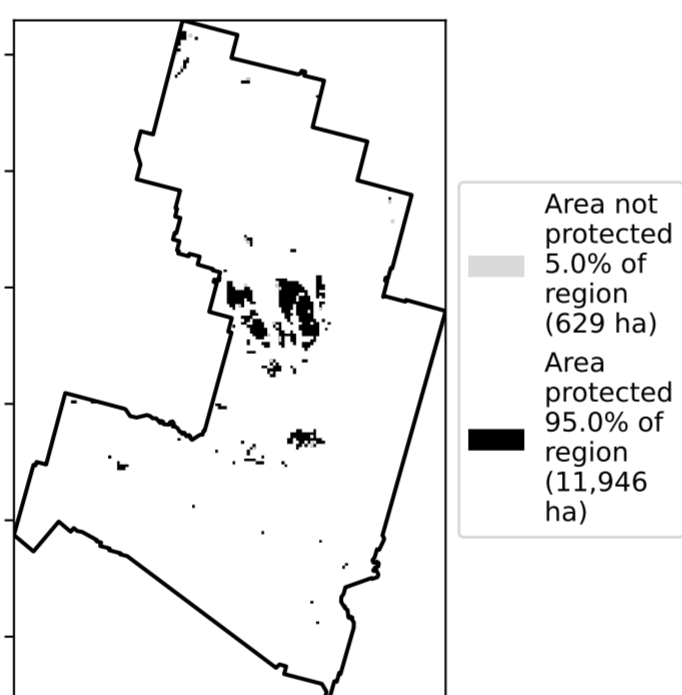 Area not
protected
5.0% of
region
(629 ha)
Area
protected
95.0% of
region
(11,946
ha)